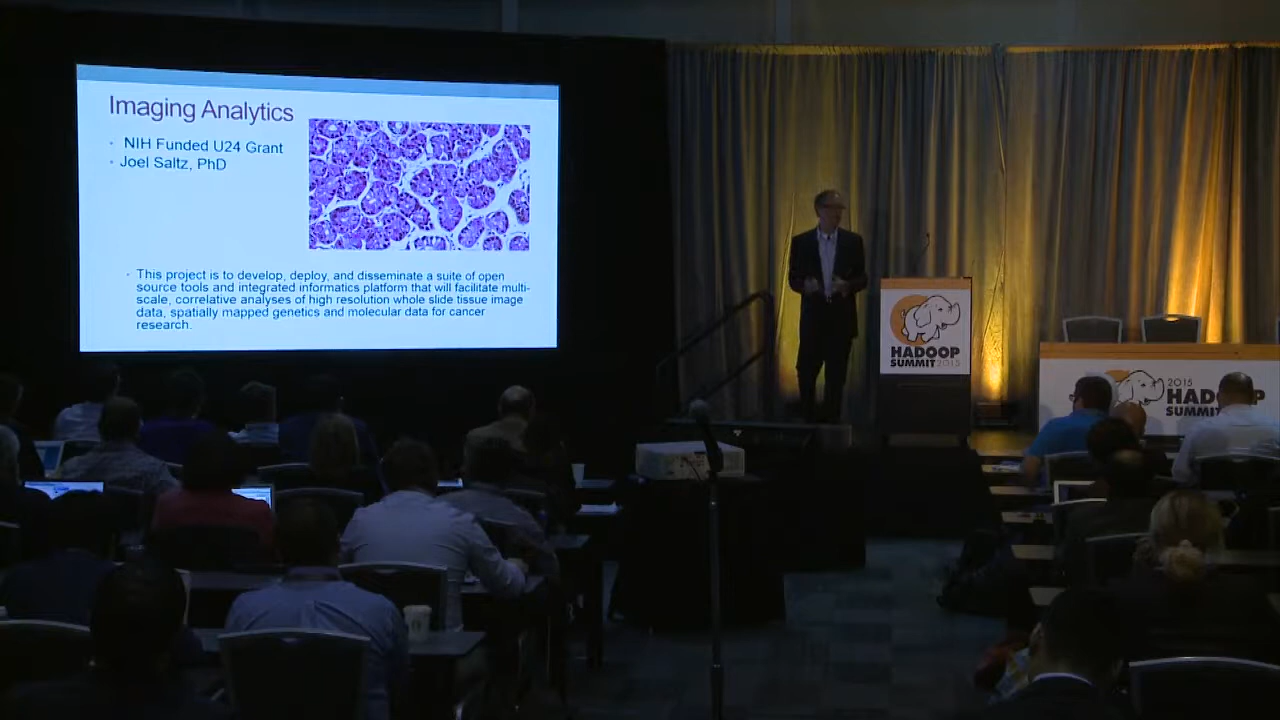 Imaging Analytics
NIH Funded U24 Grant
Joel Saltz, PhD
This project is to develop, deploy, and disseminate a suite of open
source tools and integrated informatics platform that will facilitate multi-
scale, correlative analyses of high resolution whole slide tissue image
data, spatially mapped genetics and molecular data for cancer
research.
HADOOP
SUMMIT 2015
2015
HADOOP
SUMMIT